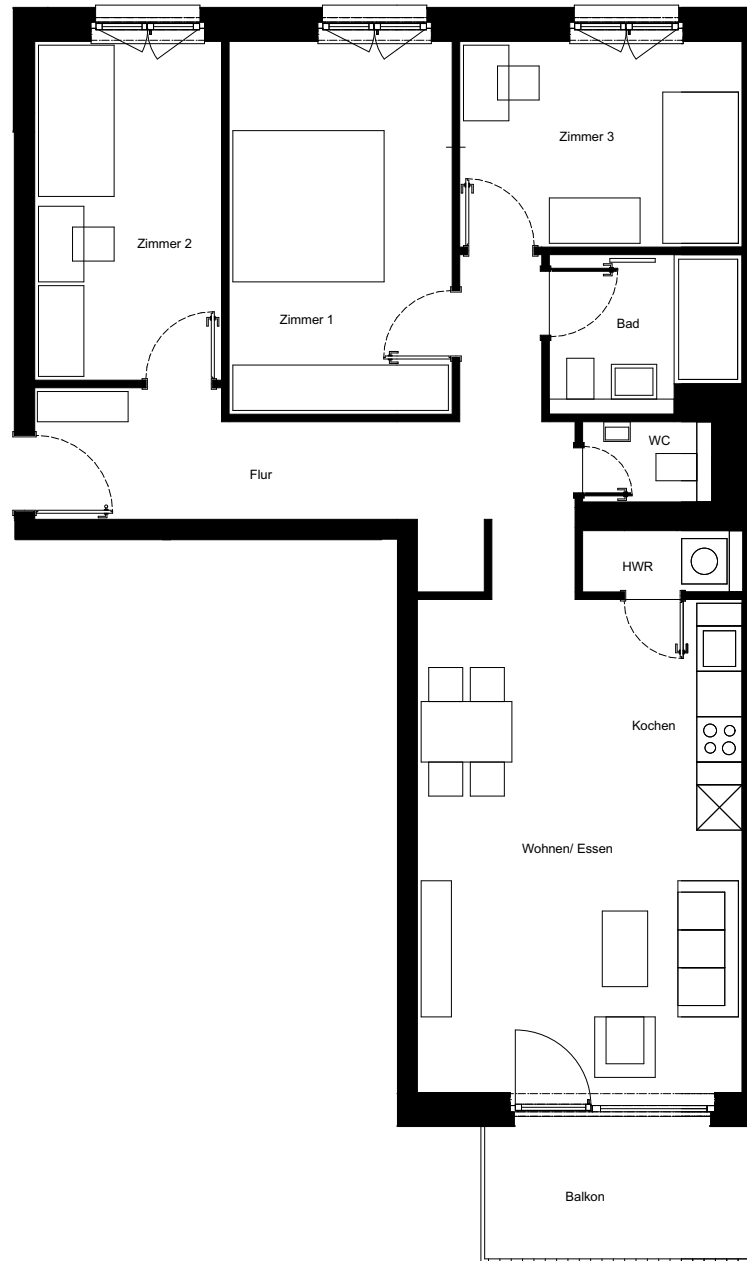 Zimmer 3
Zimmer 2
Zimmer 1
Bad
WC
Flur
HWR
Kochen
Wohnen/ Essen
Balkon